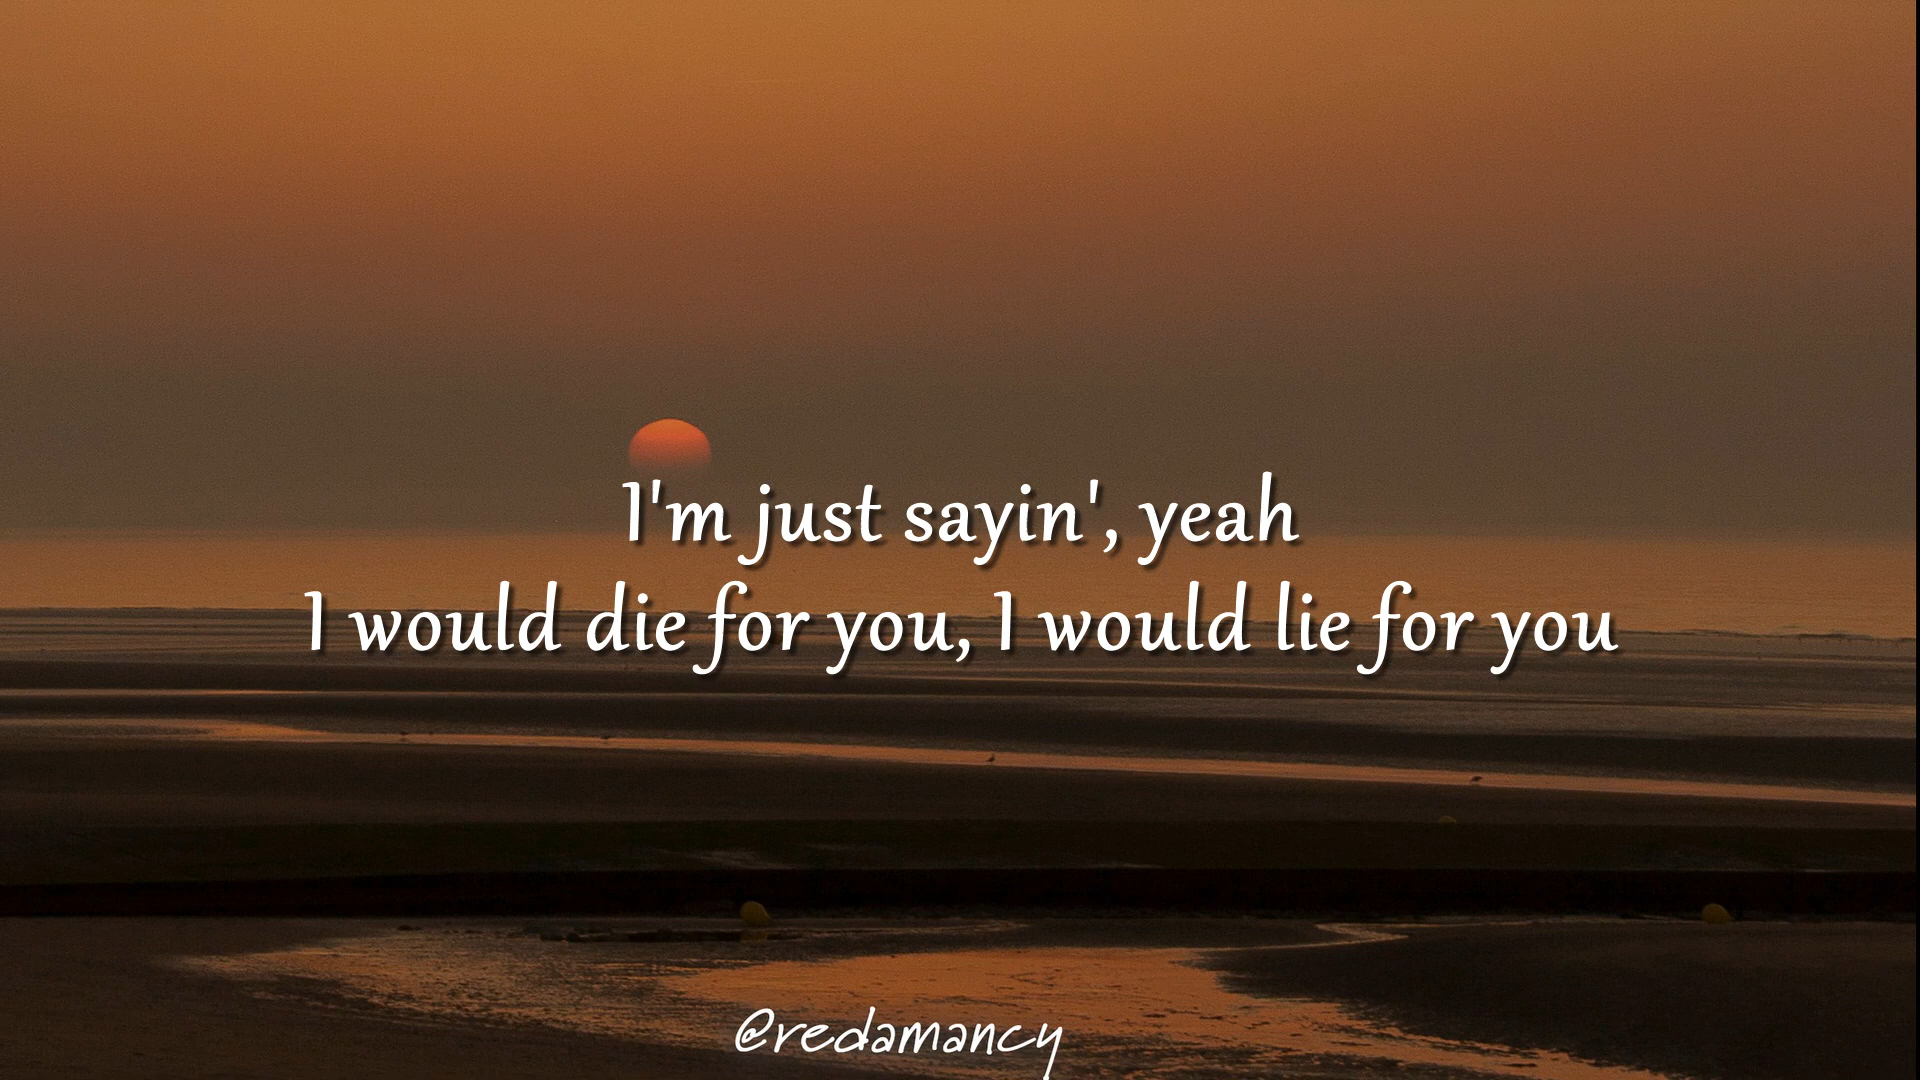 I'm just sayin', yeah
I would die for you, I would lie for you
@redamancy